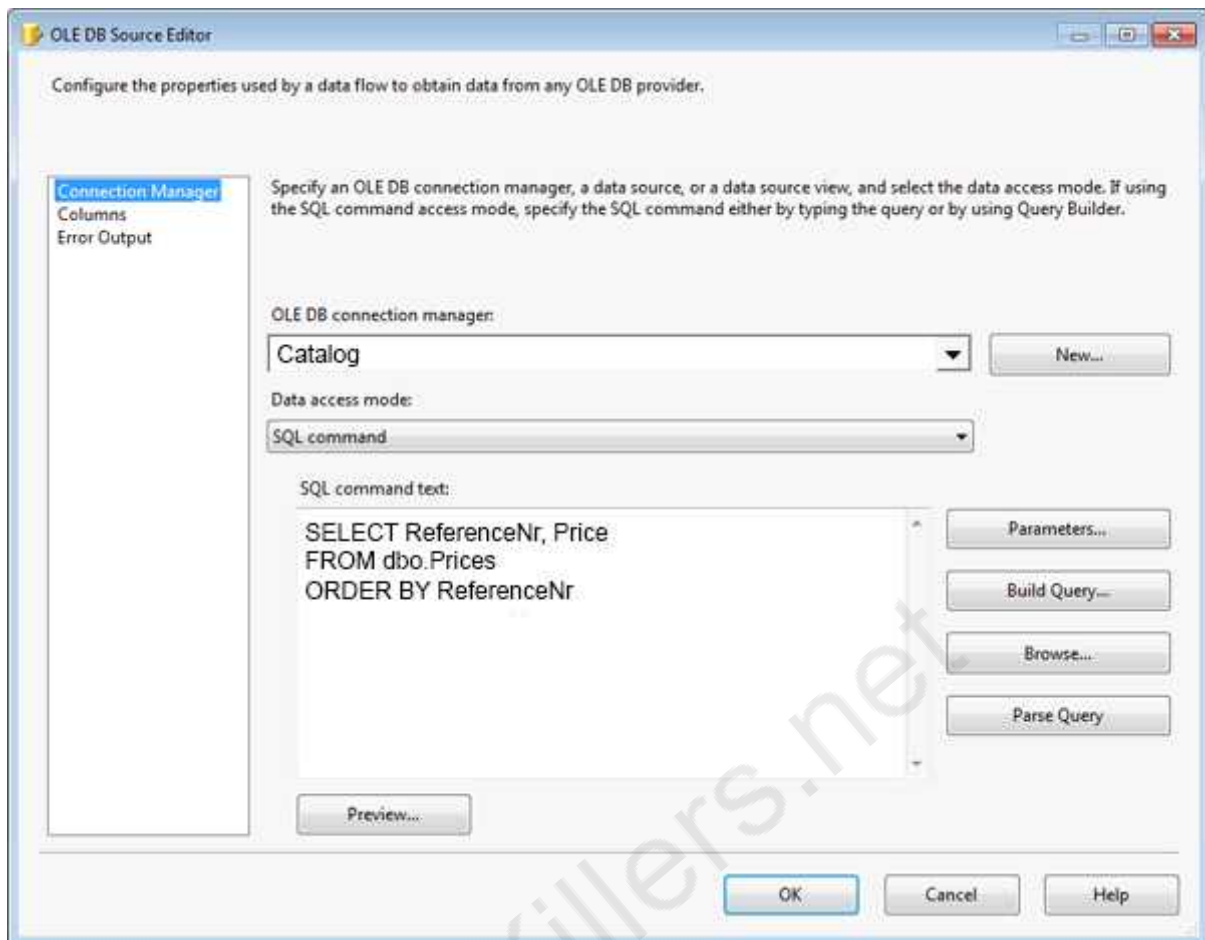 OLE DB Source Editor
Configure the properties used by a data flow to obtain data from any OLE DB provider.
Connection Manager
Columns
Error Output
Specify an OLE DB connection manager, a data source, or a data source view, and select the data access mode. If using
the SQL command access mode, specify the SQL command either by typing the query or by using Query Builder.
OLE DB connection manager:
Catalog
New...
Data access mode:
SQL command
SQL command text:
SELECT ReferenceNr, Price
FROM dbo.Prices
ORDER BY ReferenceNr
Parameters...
Build Query...
Browse...
Parse Query
Preview...
OK
Cancel
Help
killers.net